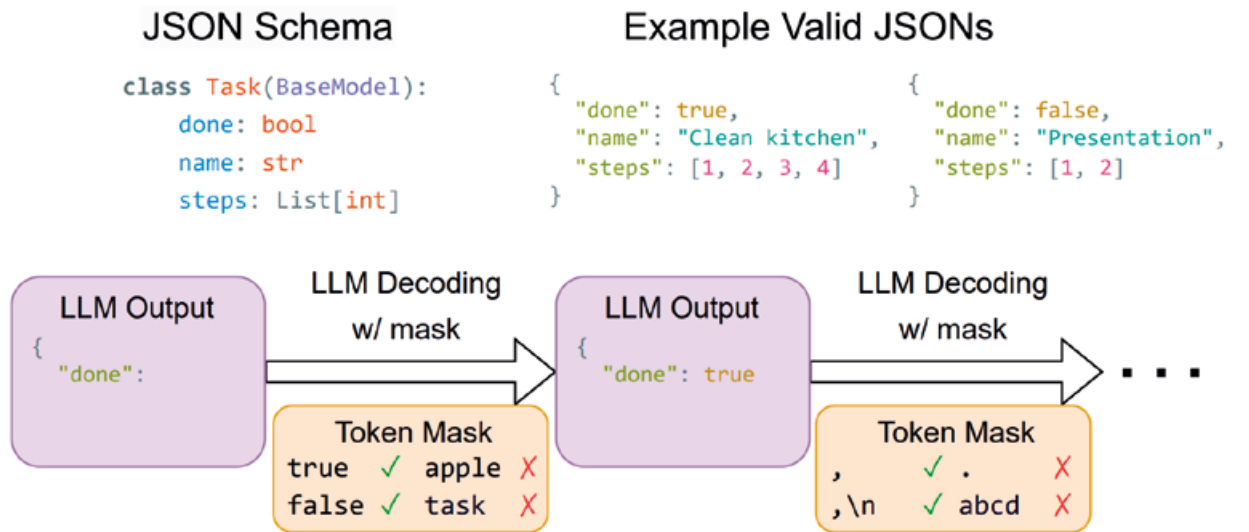 JSON Schema
class Task(BaseModel):
done: bool
name: str
steps: List[int]
Example Valid JSONs
{
"done": true,
"name": "Clean kitchen",
"steps": [1, 2, 3, 4]
}
{
"done": false,
"name": "Presentation",
"steps": [1, 2]
}
LLM Output
{
"done":
LLM Decoding
w/ mask
Token Mask
true ✓ apple ✗
false ✓ task ✗
LLM Output
{
"done": true
LLM Decoding
w/ mask
Token Mask
, ✓ . ✗
,\n ✓ abcd ✗
. . .